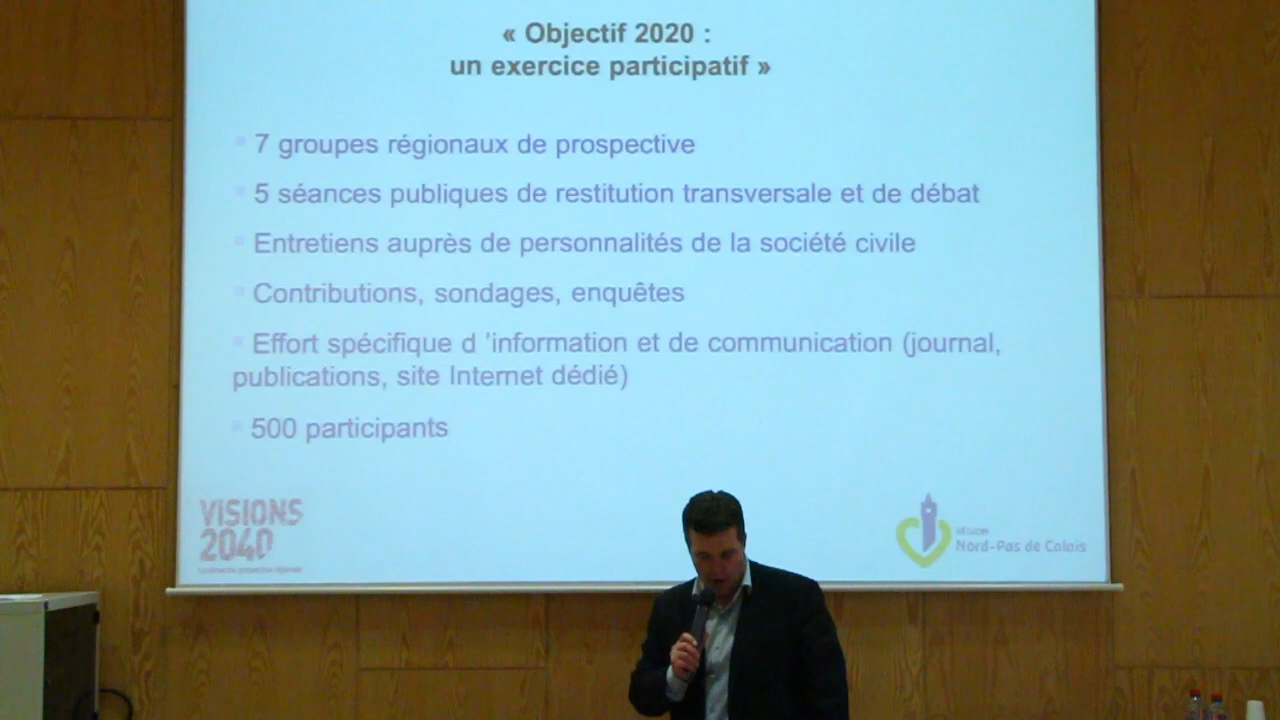 « Objectif 2020 :
un exercice participatif »
7 groupes régionaux de prospective
5 séances publiques de restitution transversale et de débat
Entretiens auprès de personnalités de la société civile
Contributions, sondages, enquêtes
Effort spécifique d 'information et de communication (journal,
publications, site Internet dédié)
500 participants
VISIONS
2040
RÉGION
Nord-Pas de Calais